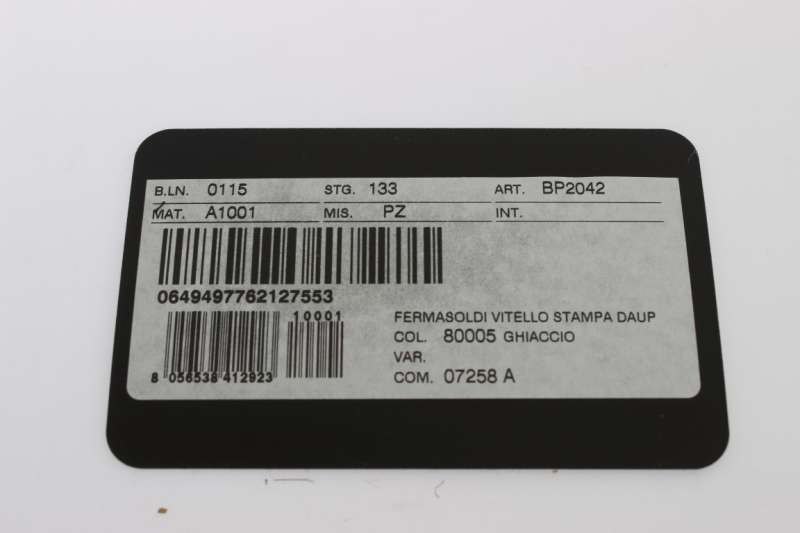 B.LN. 0115 STG. 133 ART. BP2042
MAT. A1001 MIS. PZ INT.
0649497762127553
10001
8 056538 412923
FERMASOLDI VITELLO STAMPA DAUP
COL. 80005 GHIACCIO
VAR.
COM. 07258 A